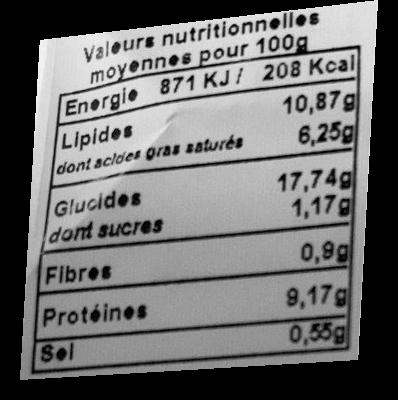 Valeurs nutritionnelles
moyennes pour 100g
Energie 871 KJ / 208 Kcal
Lipides 10,87g
dont acides gras saturés 6,25g
Glucides 17,74g
dont sucres 1,17g
Fibres 0,9g
Protéines 9,17g
Sel 0,55g